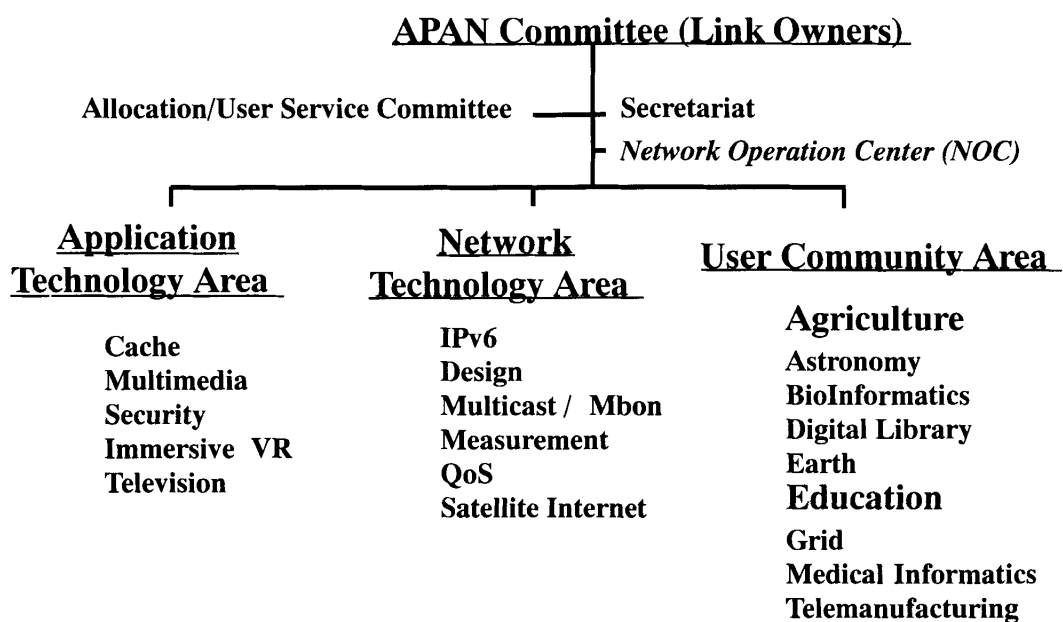 APAN Committee (Link Owners)
Allocation/User Service Committee
Secretariat
Network Operation Center (NOC)
Application
Technology Area
Cache
Multimedia
Security
Immersive VR
Television
Network
Technology Area
IPv6
Design
Multicast / Mbon
Measurement
QoS
Satellite Internet
User Community Area
Agriculture
Astronomy
BioInformatics
Digital Library
Earth
Education
Grid
Medical Informatics
Telemanufacturing